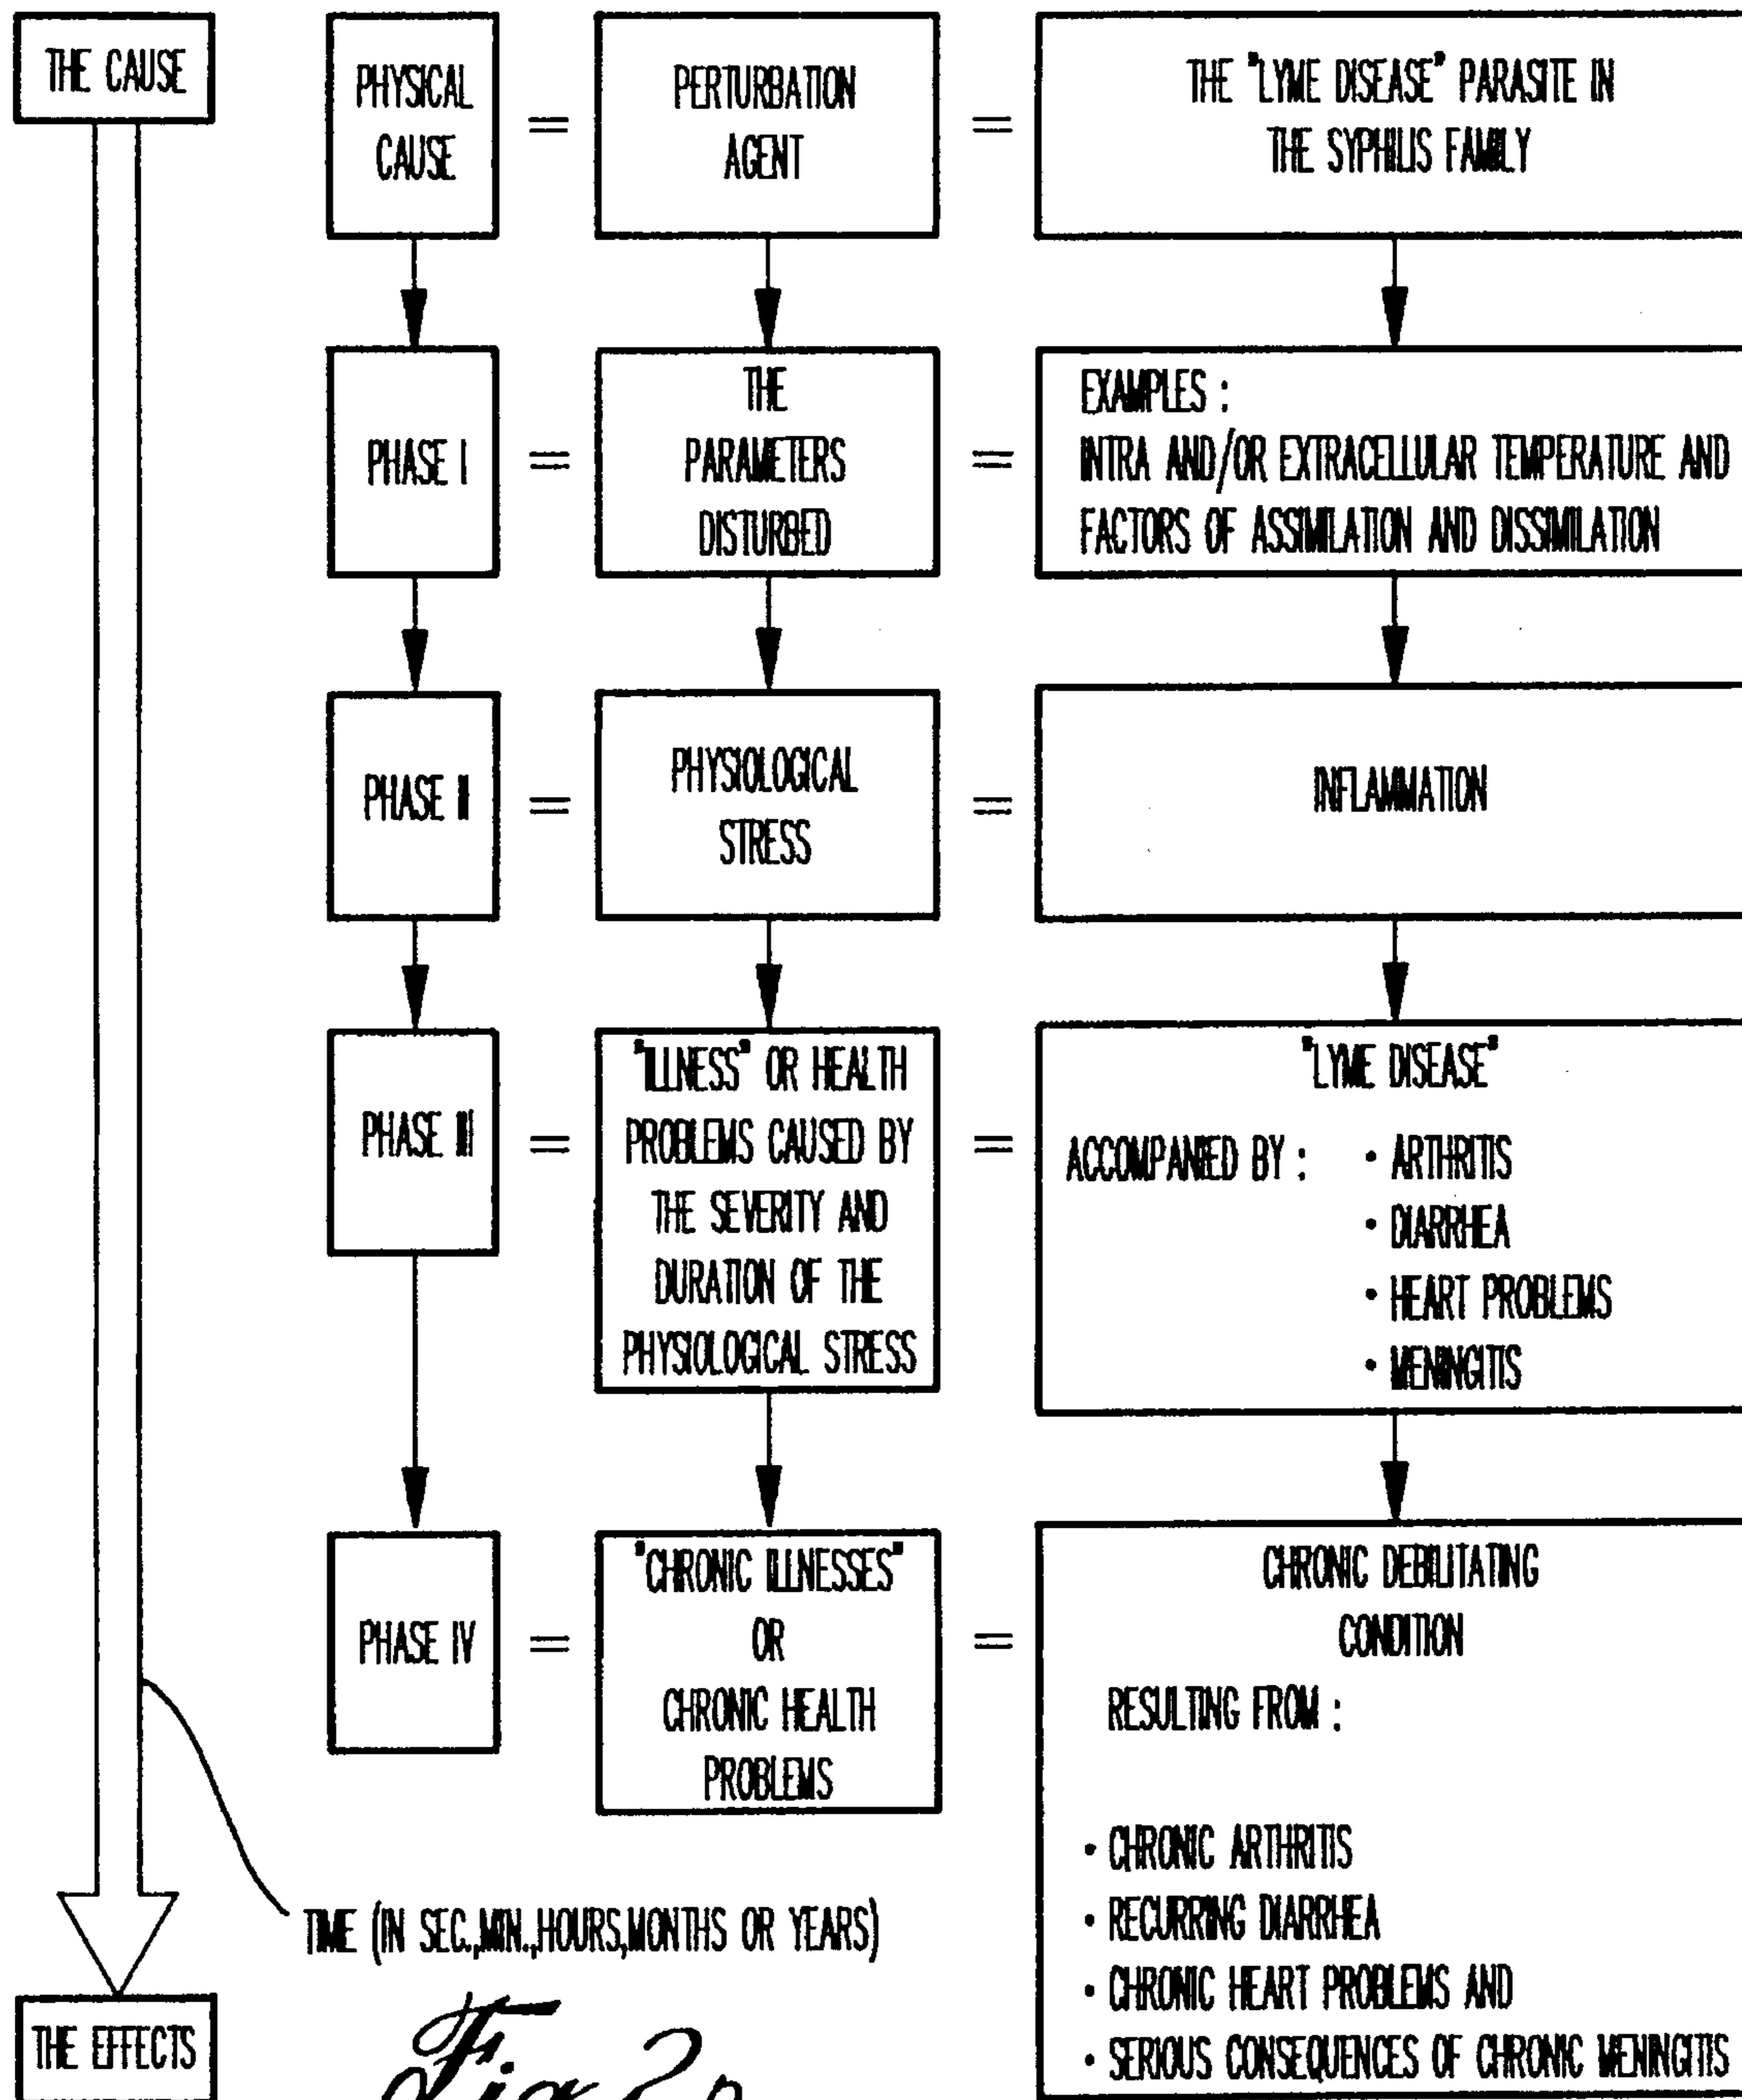 THE CAUSE
PHYSICAL
CAUSE
=
PERTURBATION
AGENT
=
THE "LYME DISEASE" PARASITE IN
THE SYPHILIS FAMILY
PHASE I
=
THE
PARAMETERS
DISTURBED
=
EXAMPLES :
INTRA AND/OR EXTRACELLULAR TEMPERATURE AND
FACTORS OF ASSIMILATION AND DISSIMILATION
PHASE II
=
PHYSIOLOGICAL
STRESS
=
INFLAMMATION
PHASE III
=
"ILLNESS" OR HEALTH
PROBLEMS CAUSED BY
THE SEVERITY AND
DURATION OF THE
PHYSIOLOGICAL STRESS
=
"LYME DISEASE"
ACCOMPANIED BY : · ARTHRITIS
· DIARRHEA
· HEART PROBLEMS
· MENINGITIS
PHASE IV
=
"CHRONIC ILLNESSES"
OR
CHRONIC HEALTH
PROBLEMS
=
CHRONIC DEBILITATING
CONDITION
RESULTING FROM :
· CHRONIC ARTHRITIS
· RECURRING DIARRHEA
· CHRONIC HEART PROBLEMS AND
· SERIOUS CONSEQUENCES OF CHRONIC MENINGITIS
TIME (IN SEC.,MIN.,HOURS,MONTHS OR YEARS)
THE EFFECTS